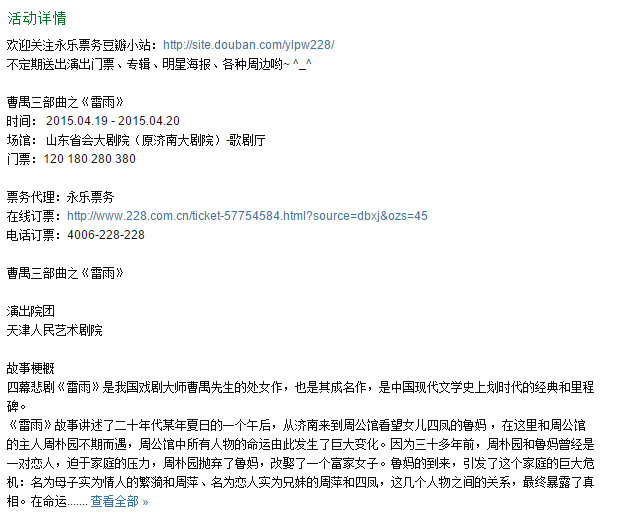 活动详情
欢迎关注永乐票务豆瓣小站：http://site.douban.com/ylpw228/
不定期送出演出门票、专辑、明星海报、各种周边哟~ ^_^
曹禺三部曲之《雷雨》
时间： 2015.04.19 - 2015.04.20
场馆： 山东省会大剧院（原济南大剧院）-歌剧厅
门票：120 180 280 380
票务代理：永乐票务
在线订票：http://www.228.com.cn/ticket-57754584.html?source=dbxj&ozs=45
电话订票：4006-228-228
曹禺三部曲之《雷雨》
演出院团
天津人民艺术剧院
故事梗概
四幕悲剧《雷雨》是我国戏剧大师曹禺先生的处女作，也是其成名作，是中国现代文学史上划时代的经典和里程
碑。
《雷雨》故事讲述了二十年代某年夏日的一个午后，从济南来到周公馆看望女儿四凤的鲁妈 ，在这里和周公馆
的主人周朴园不期而遇，周公馆中所有人物的命运由此发生了巨大变化。因为三十多年前，周朴园和鲁妈曾经是
一对恋人，迫于家庭的压力，周朴园抛弃了鲁妈，改娶了一个富家女子。鲁妈的到来，引发了这个家庭的巨大危
机：名为母子实为情人的繁漪和周萍、名为恋人实为兄妹的周萍和四凤，这几个人物之间的关系，最终暴露了真
相。在命运....... 查看全部 »